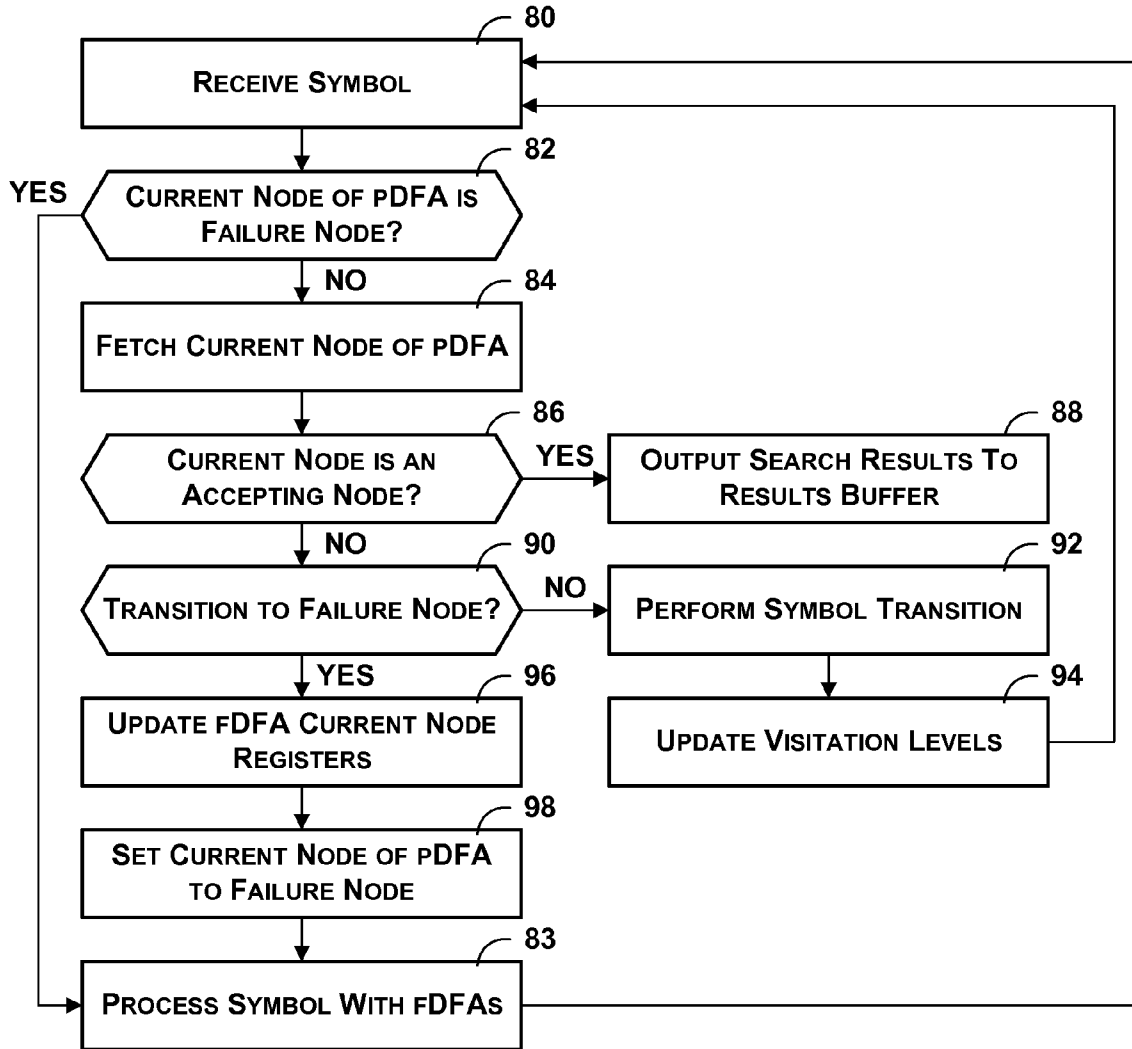 80
RECEIVE SYMBOL
82
YES
CURRENT NODE OF PDFA IS
FAILURE NODE?
NO
84
FETCH CURRENT NODE OF PDFA
86
CURRENT NODE IS AN
ACCEPTING NODE?
YES
88
OUTPUT SEARCH RESULTS TO
RESULTS BUFFER
NO
90
TRANSITION TO FAILURE NODE?
NO
92
PERFORM SYMBOL TRANSITION
94
UPDATE VISITATION LEVELS
YES
96
UPDATE FDFA CURRENT NODE
REGISTERS
98
SET CURRENT NODE OF PDFA
TO FAILURE NODE
83
PROCESS SYMBOL WITH FDFAS